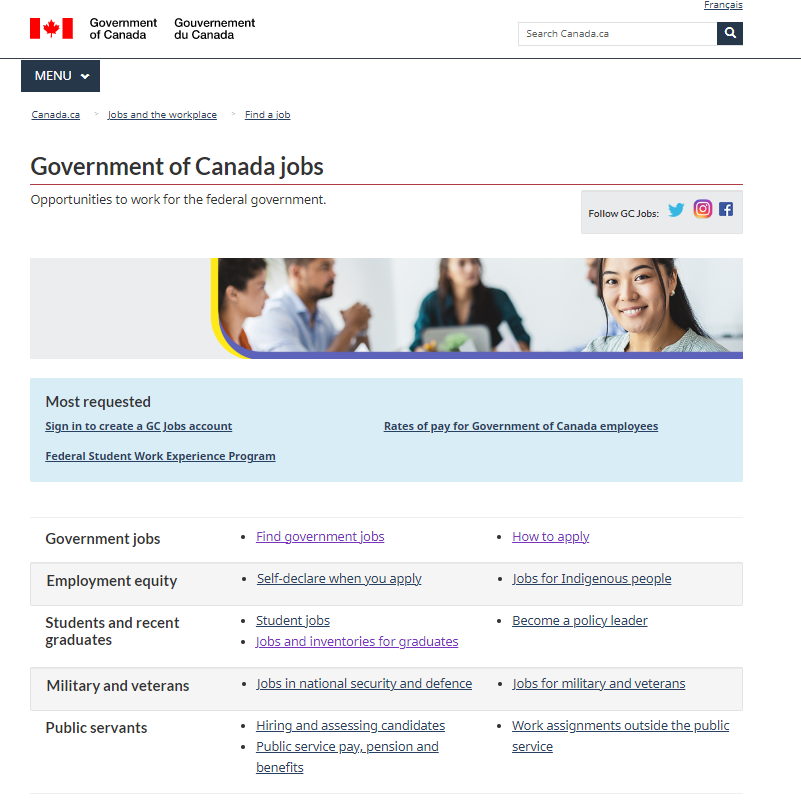 Français
Government of Canada
Gouvernement du Canada
Search Canada.ca
MENU
Canada.ca > Jobs and the workplace > Find a job
Government of Canada jobs
Opportunities to work for the federal government.
Follow GC Jobs:
Most requested
Sign in to create a GC Jobs account
Rates of pay for Government of Canada employees
Federal Student Work Experience Program
Government jobs
• Find government jobs
• How to apply
Employment equity
• Self-declare when you apply
• Jobs for Indigenous people
Students and recent
graduates
• Student jobs
• Jobs and inventories for graduates
• Become a policy leader
Military and veterans
• Jobs in national security and defence
• Jobs for military and veterans
Public servants
• Hiring and assessing candidates
• Public service pay, pension and
benefits
• Work assignments outside the public
service